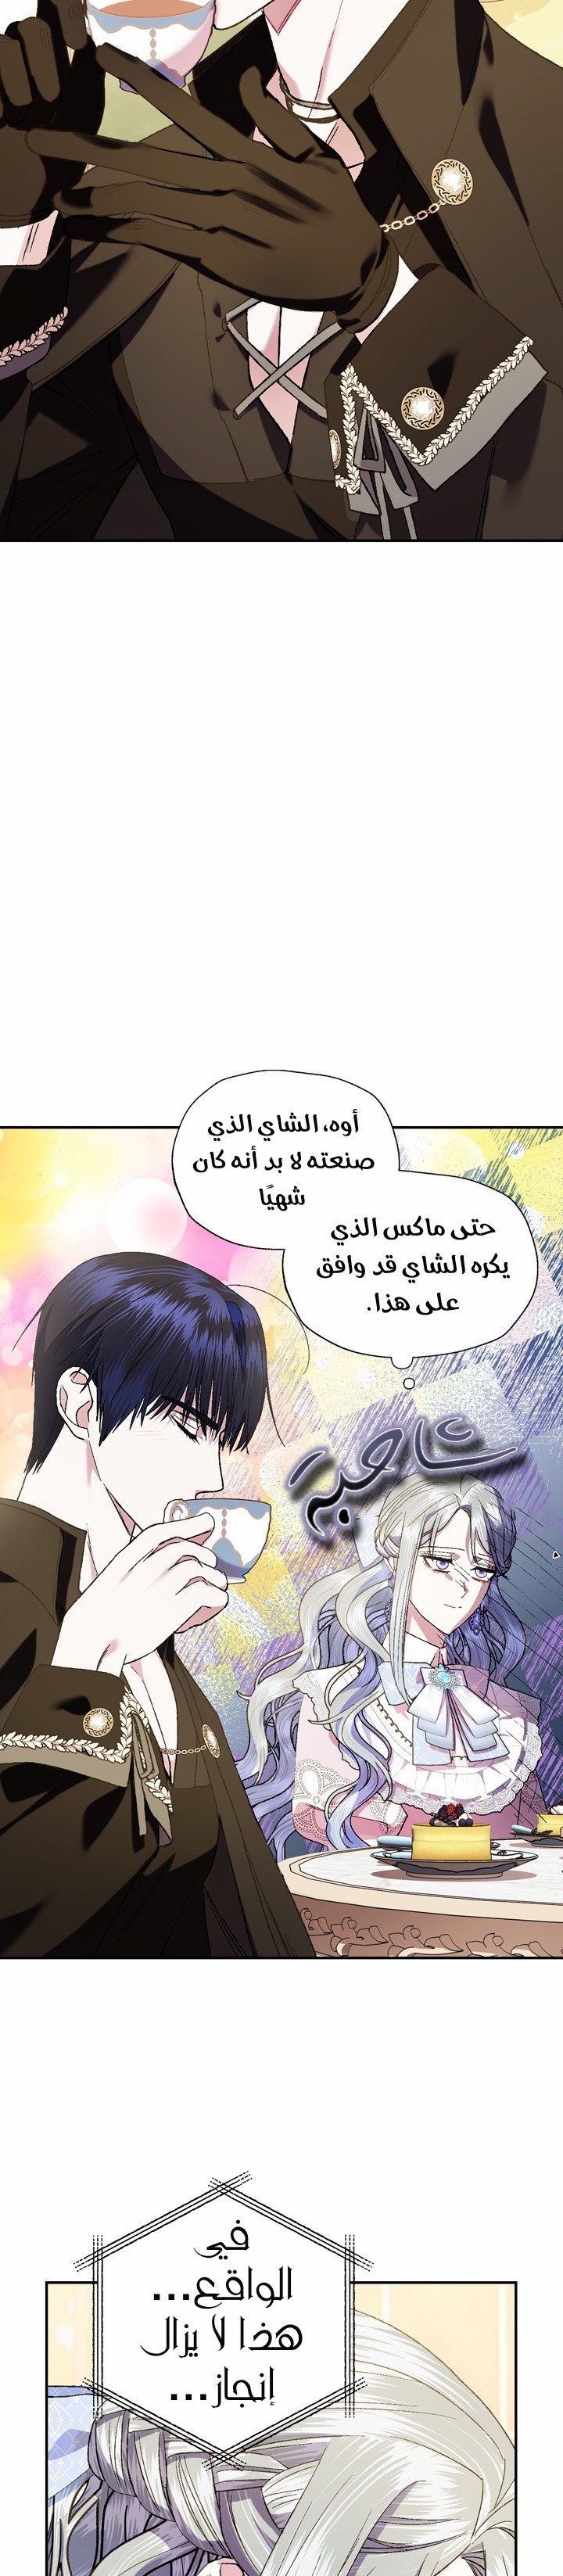 أوه، الشاي الذي
صنعته لا بد أنه كان
شهيًا
حتى ماكس الذي
يكره الشاي قد وافق
على هذا.
شاحبة
في
الواقع...
هذا لا يزال
إنجاز...